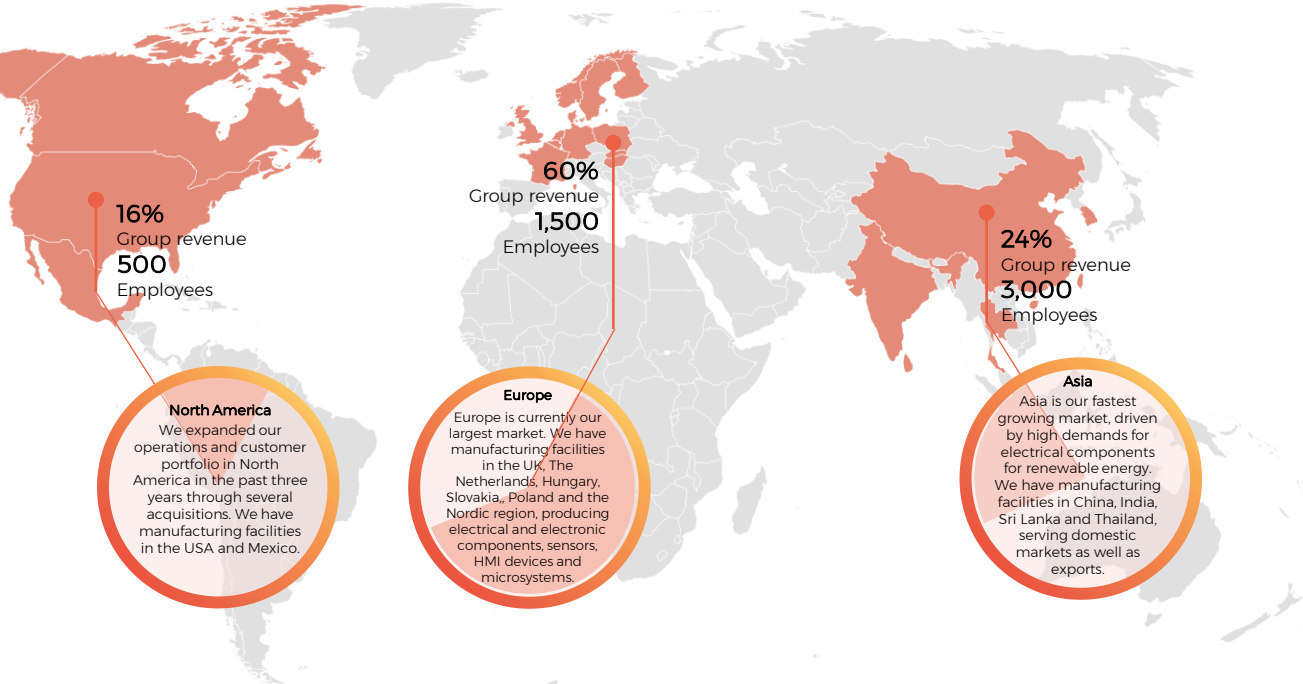 16%
Group revenue
500
Employees
60%
Group revenue
1,500
Employees
24%
Group revenue
3,000
Employees
North America
We expanded our
operations and customer
portfolio in North
America in the past three
years through several
acquisitions. We have
manufacturing facilities
in the USA and Mexico.
Europe
Europe is currently our
largest market. We have
manufacturing facilities
in the UK, The
Netherlands, Hungary,
Slovakia,, Poland and the
Nordic region, producing
electrical and electronic
components, sensors,
HMI devices and
microsystems.
Asia
Asia is our fastest
growing market, driven
by high demands for
electrical components
for renewable energy.
We have manufacturing
facilities in China, India,
Sri Lanka and Thailand,
serving domestic
markets as well as
exports.